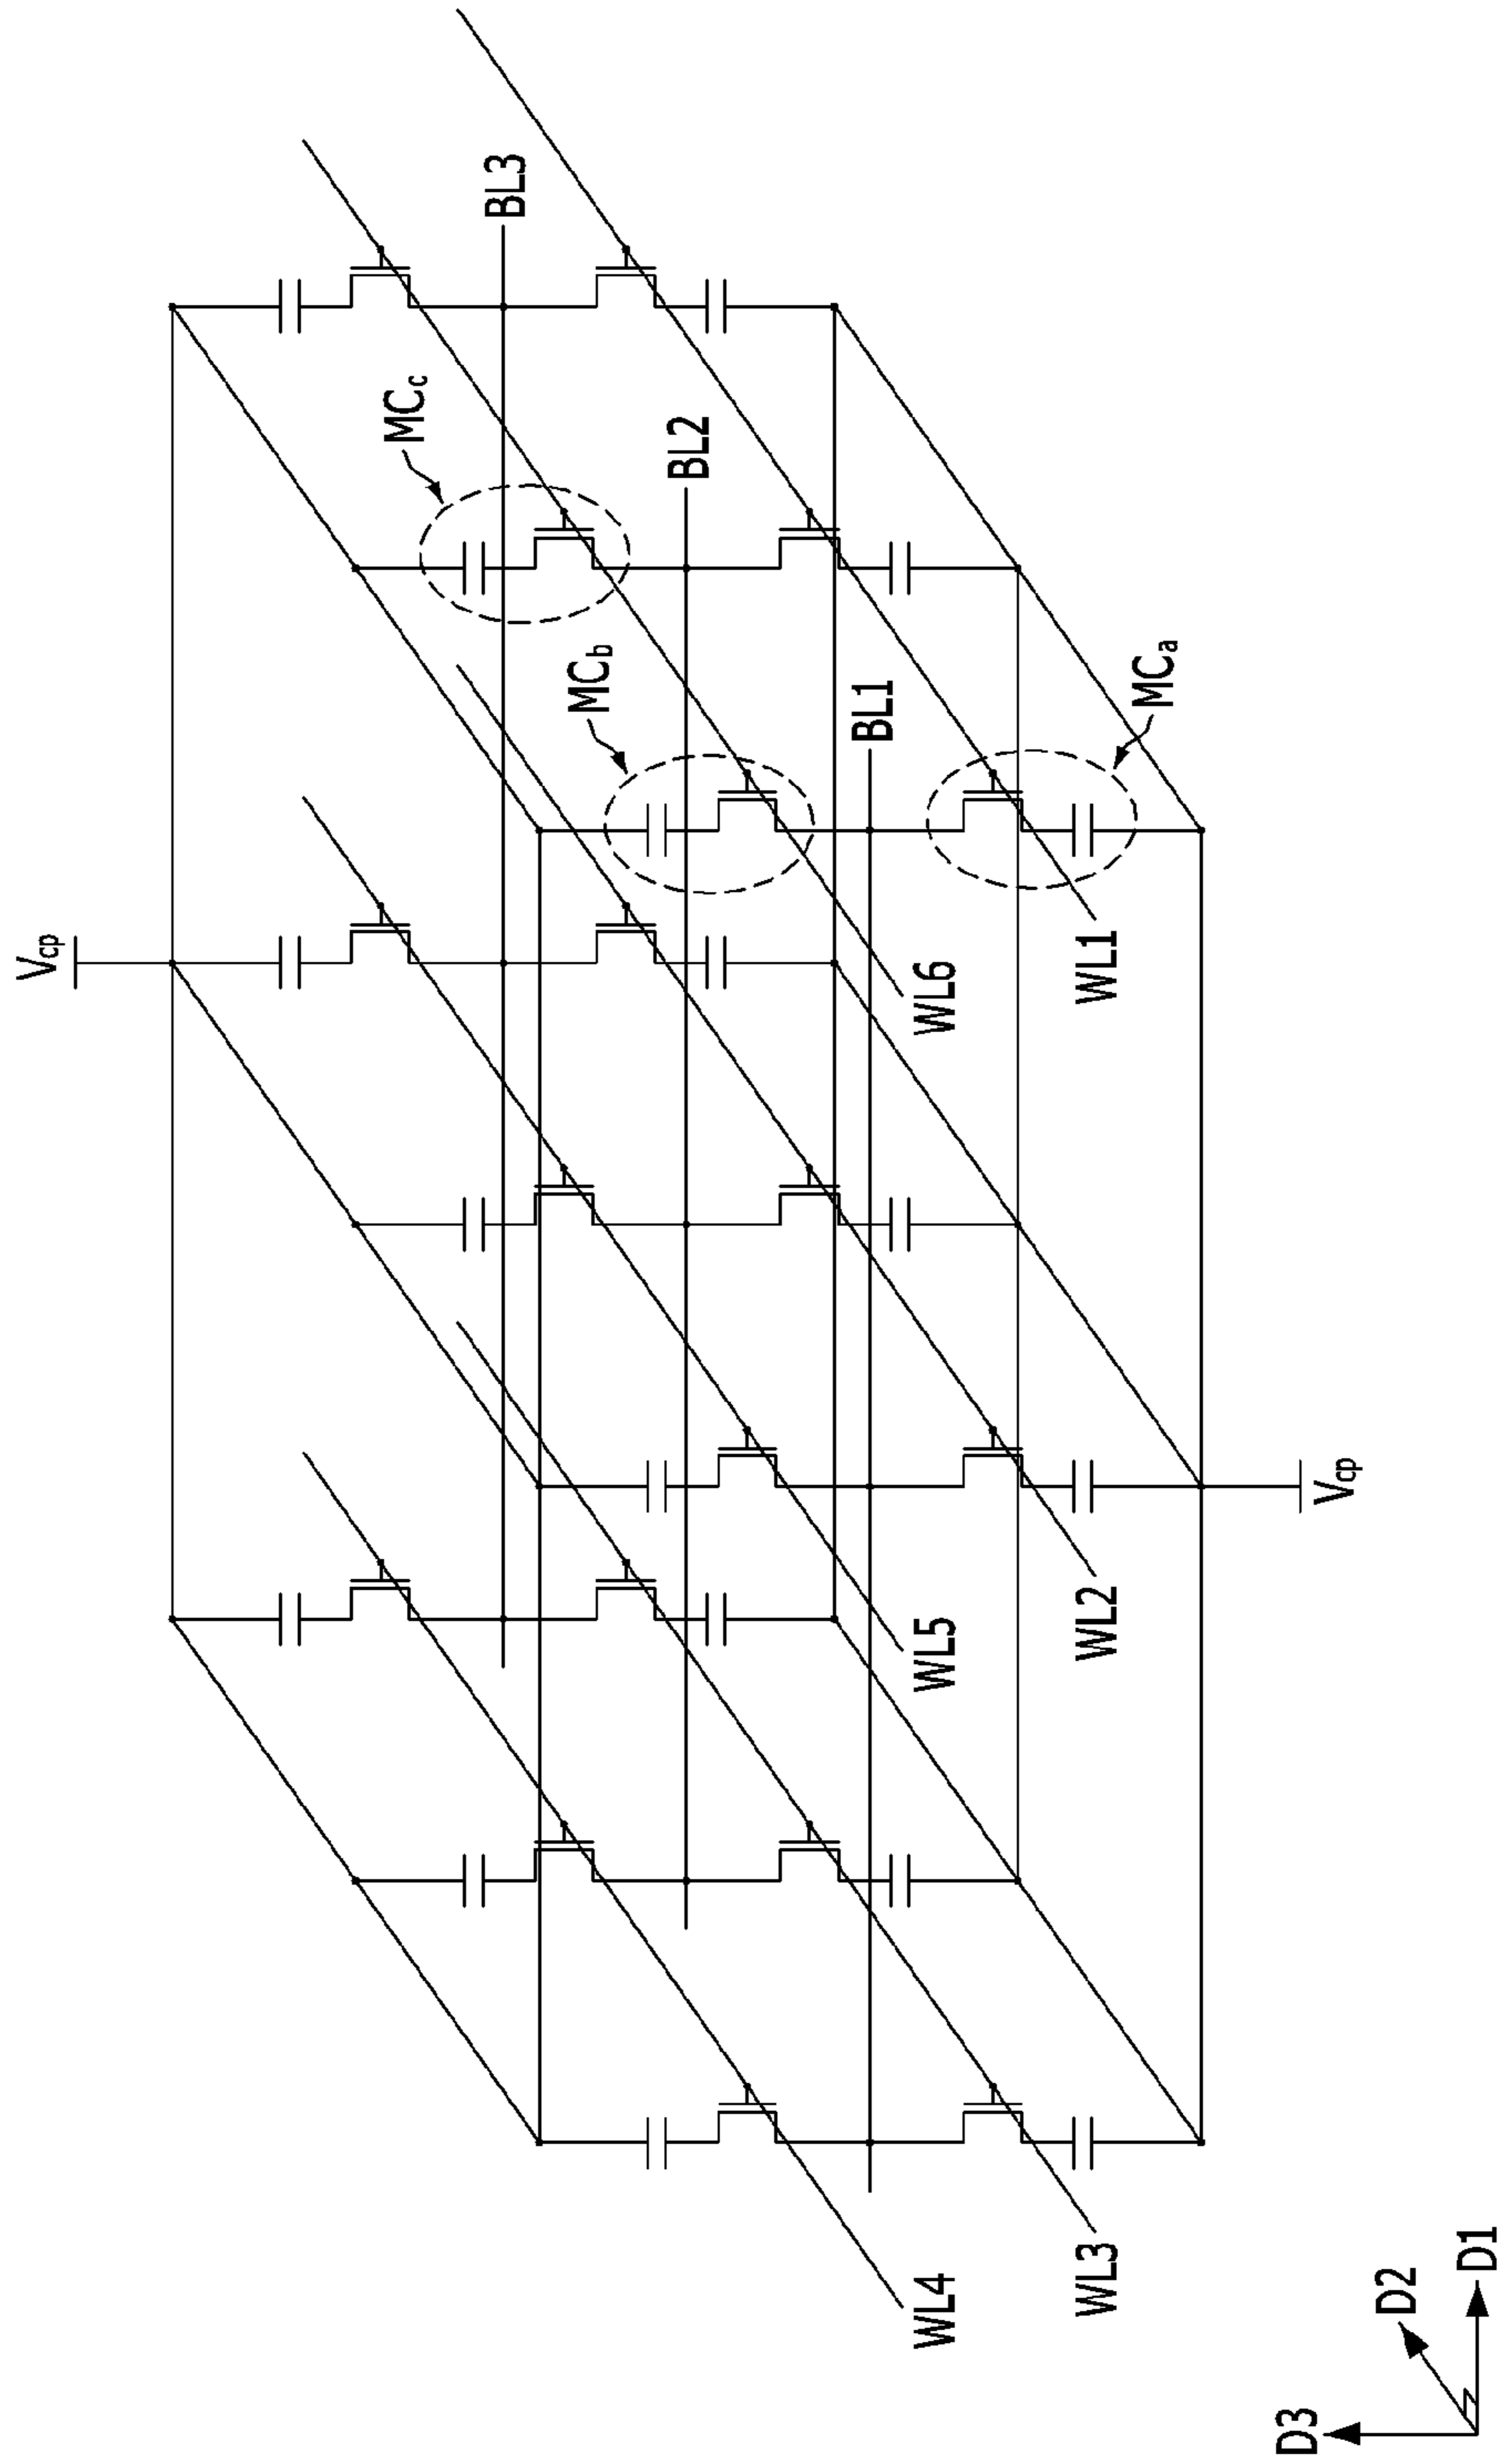 Vcp
BL3
MCc
BL2
MCb
BL1
MCa
WL6
WL1
WL5
WL2
WL4
WL3
Vcp
D3
D2
D1